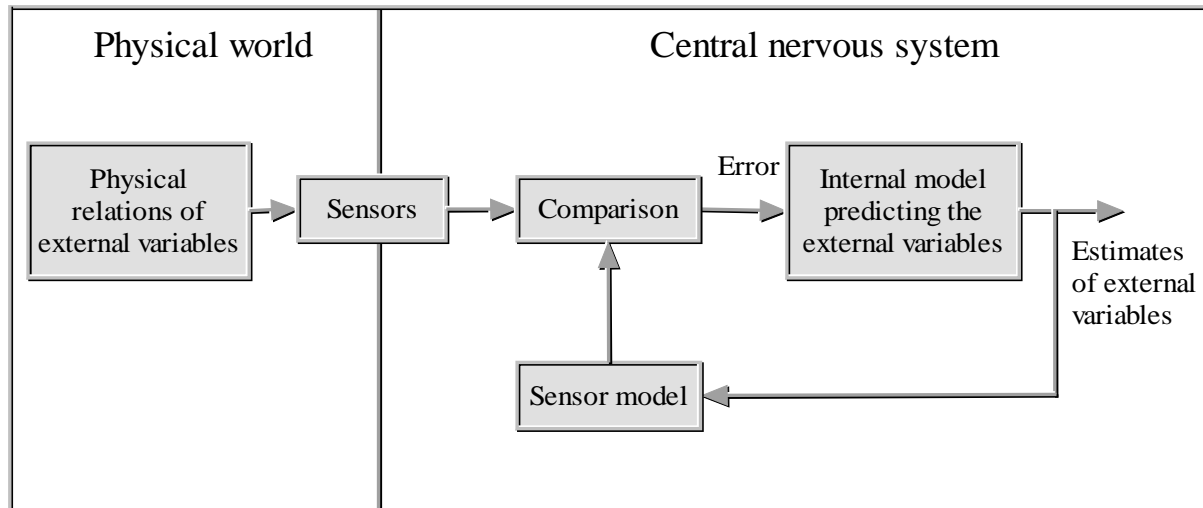 Physical world
Central nervous system
Physical
relations of
external variables
Sensors
Comparison
Error
Internal model
predicting the
external variables
Estimates
of external
variables
Sensor model